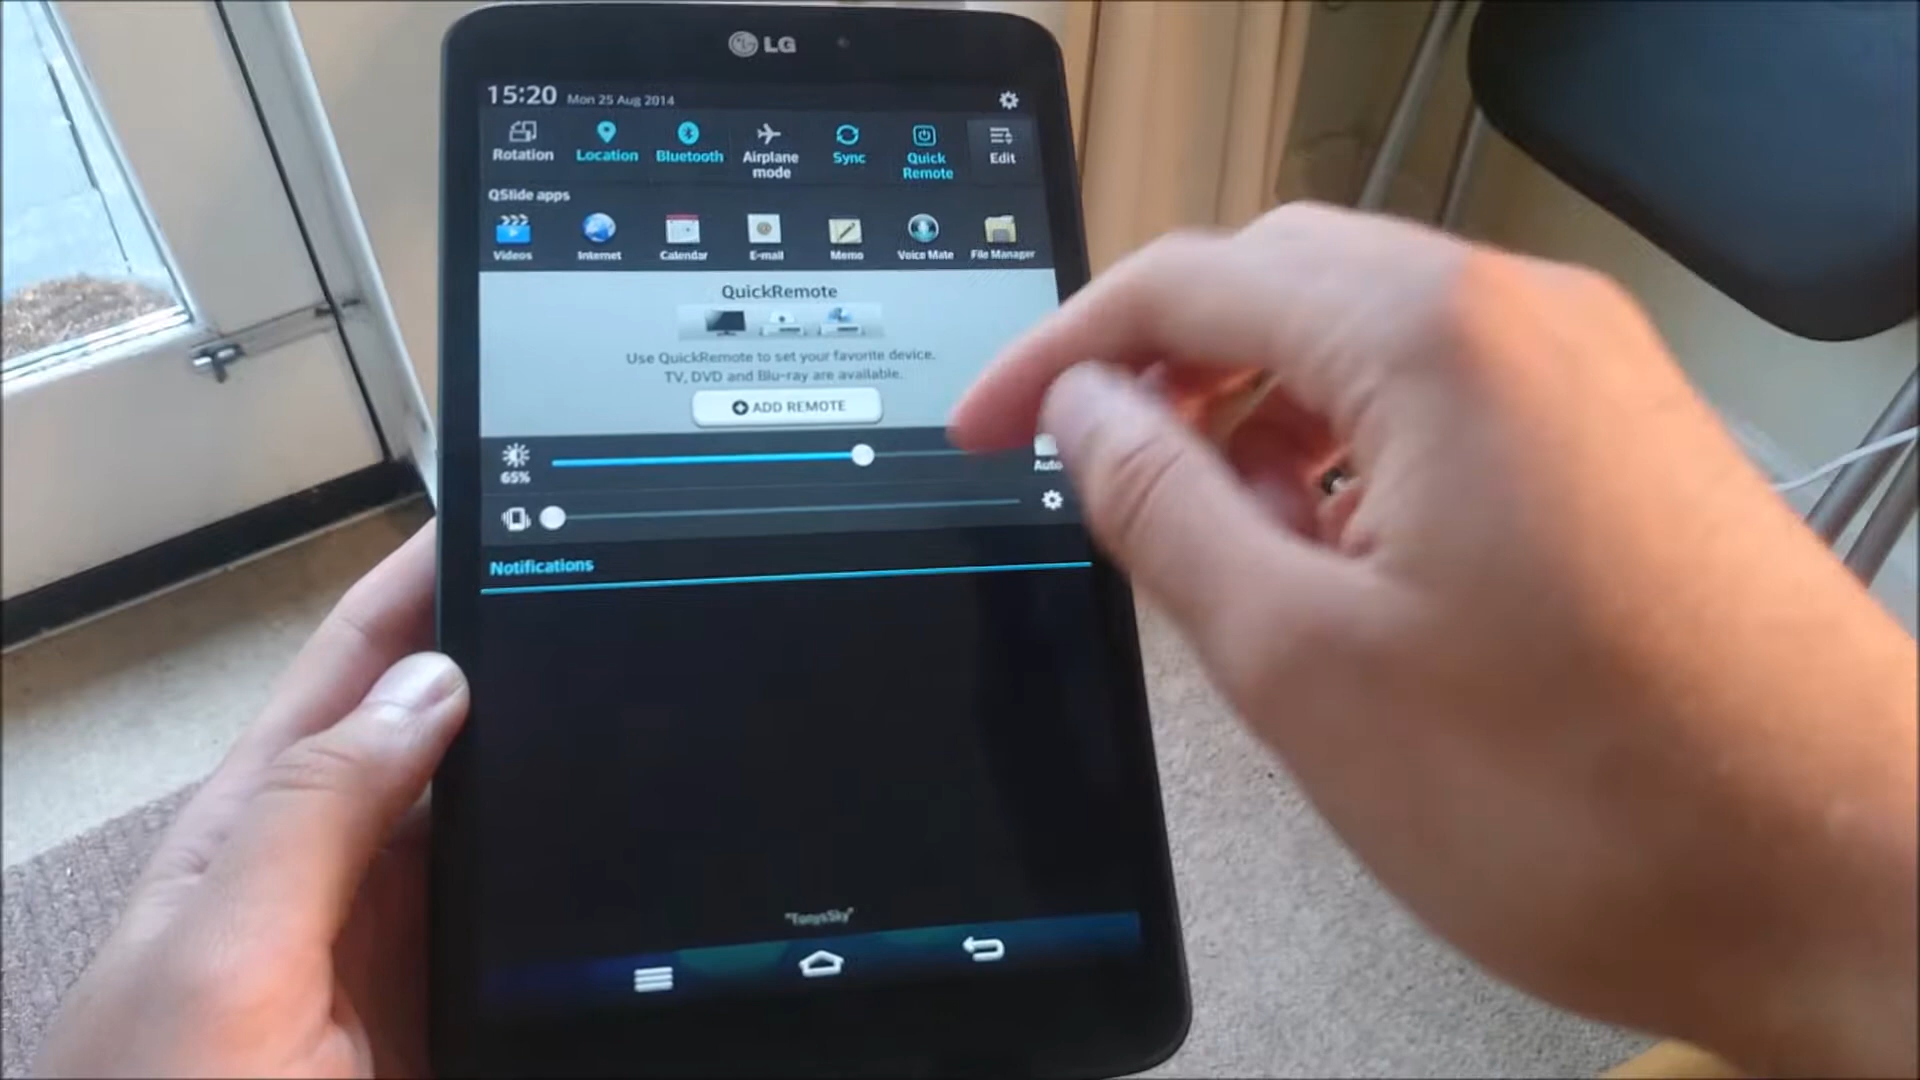 LG
15:20 Mon 25 Aug 2014
Rotation Location Bluetooth Airplane mode Sync Quick Remote Edit
QSlide apps
Videos Internet Calendar E-mail Memo Voice Mate File Manager
QuickRemote
Use QuickRemote to set your favorite device.
TV, DVD and Blu-ray are available.
ADD REMOTE
65% Auto
Notifications
"TonysSky"